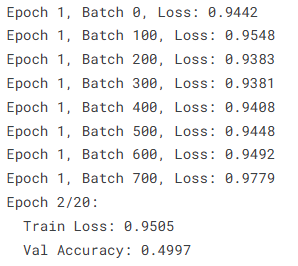 Epoch 1, Batch 0, Loss: 0.9442
Epoch 1, Batch 100, Loss: 0.9548
Epoch 1, Batch 200, Loss: 0.9383
Epoch 1, Batch 300, Loss: 0.9381
Epoch 1, Batch 400, Loss: 0.9408
Epoch 1, Batch 500, Loss: 0.9448
Epoch 1, Batch 600, Loss: 0.9492
Epoch 1, Batch 700, Loss: 0.9779
Epoch 2/20:
  Train Loss: 0.9505
  Val Accuracy: 0.4997